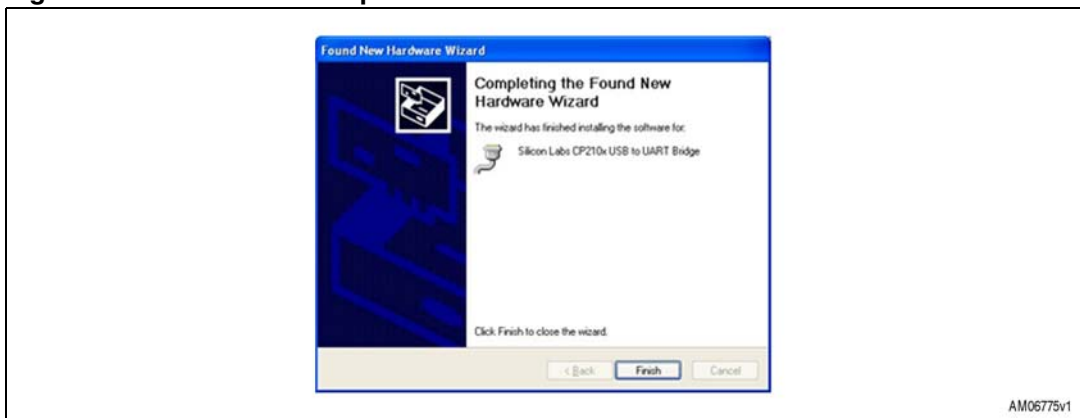 Found New Hardware Wizard
Completing the Found New
Hardware Wizard
The wizard has finished installing the software for:
Silicon Labs CP210x USB to UART Bridge
Click Finish to close the wizard.
< Back Finish Cancel
AM06775v1